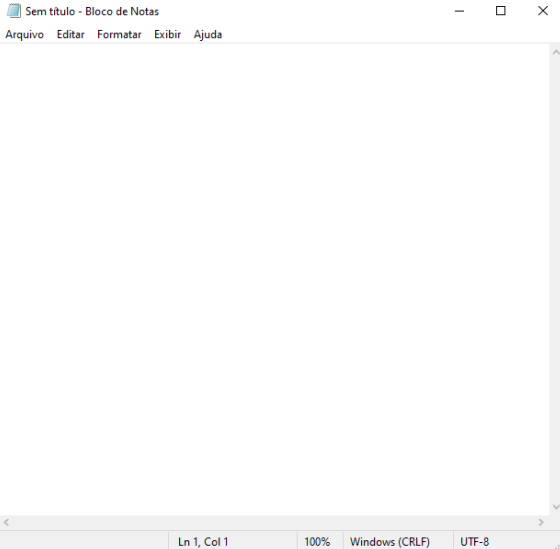 Sem título - Bloco de Notas
Arquivo Editar Formatar Exibir Ajuda
Ln 1, Col 1 100% Windows (CRLF) UTF-8